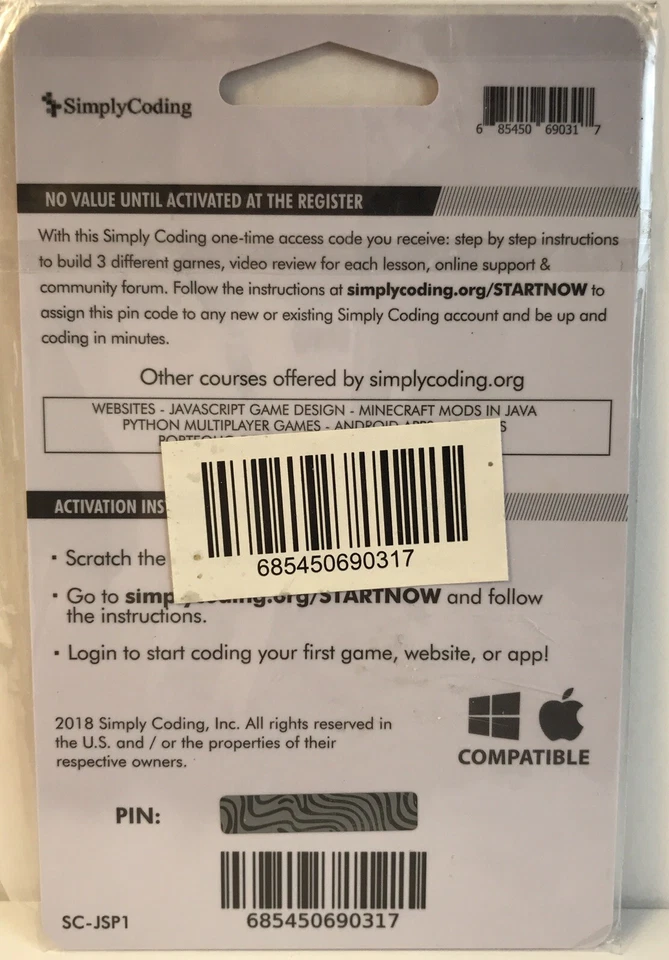 SimplyCoding
6 85450 69031 7
NO VALUE UNTIL ACTIVATED AT THE REGISTER
With this Simply Coding one-time access code you receive: step by step instructions
to build 3 different games, video review for each lesson, online support &
community forum. Follow the instructions at simplycoding.org/STARTNOW to
assign this pin code to any new or existing Simply Coding account and be up and
coding in minutes.
Other courses offered by simplycoding.org
WEBSITES - JAVASCRIPT GAME DESIGN - MINECRAFT MODS IN JAVA
PYTHON MULTIPLAYER GAMES - ANDROID APPS
ACTIVATION INS
685450690317
• Scratch the
• Go to simplycoding.org/STARTNOW and follow
the instructions.
• Login to start coding your first game, website, or app!
2018 Simply Coding, Inc. All rights reserved in
the U.S. and / or the properties of their
respective owners.
COMPATIBLE
PIN:
SC-JSP1
685450690317